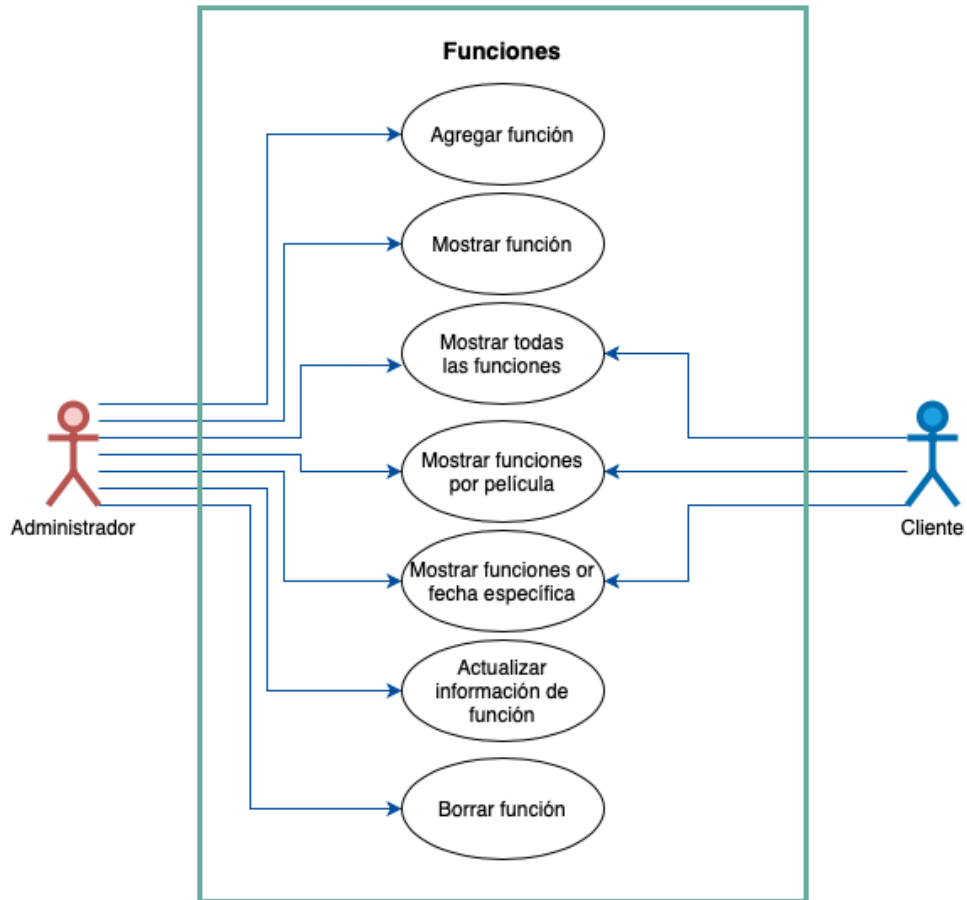 Funciones
Agregar función
Mostrar función
Mostrar todas
las funciones
Mostrar funciones
por película
Mostrar funciones or
fecha específica
Actualizar
información de
función
Borrar función
Administrador
Cliente